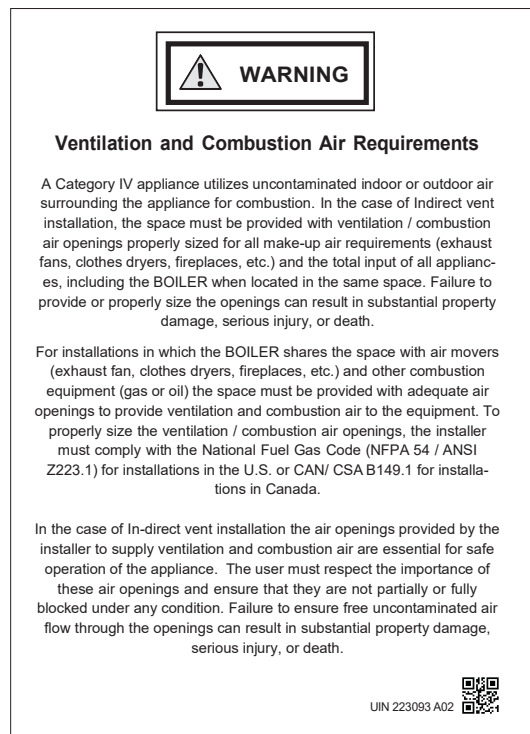 WARNING
Ventilation and Combustion Air Requirements
A Category IV appliance utilizes uncontaminated indoor or outdoor air
surrounding the appliance for combustion. In the case of Indirect vent
installation, the space must be provided with ventilation / combustion
air openings properly sized for all make-up air requirements (exhaust
fans, clothes dryers, fireplaces, etc.) and the total input of all applianc-
es, including the BOILER when located in the same space. Failure to
provide or properly size the openings can result in substantial property
damage, serious injury, or death.
For installations in which the BOILER shares the space with air movers
(exhaust fan, clothes dryers, fireplaces, etc.) and other combustion
equipment (gas or oil) the space must be provided with adequate air
openings to provide ventilation and combustion air to the equipment. To
properly size the ventilation / combustion air openings, the installer
must comply with the National Fuel Gas Code (NFPA 54 / ANSI
Z223.1) for installations in the U.S. or CAN/ CSA B149.1 for installa-
tions in Canada.
In the case of In-direct vent installation the air openings provided by the
installer to supply ventilation and combustion air are essential for safe
operation of the appliance. The user must respect the importance of
these air openings and ensure that they are not partially or fully
blocked under any condition. Failure to ensure free uncontaminated air
flow through the openings can result in substantial property damage,
serious injury, or death.
UIN 223093 A02